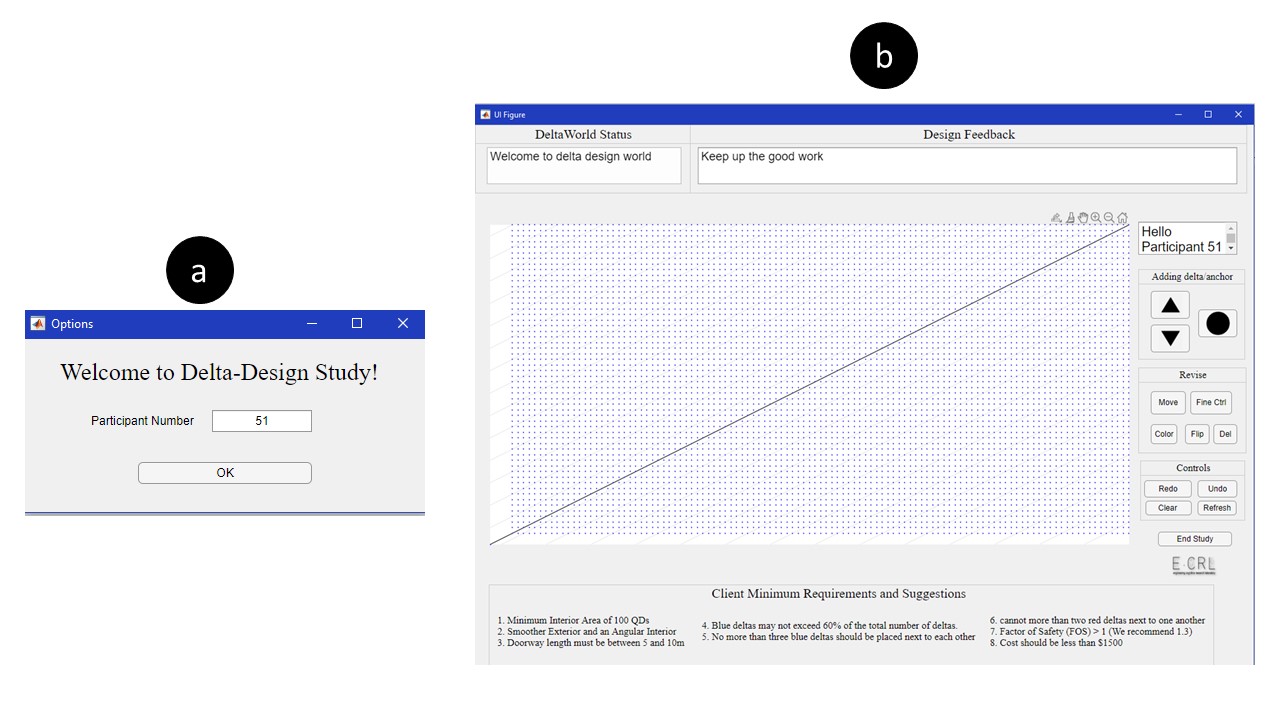 a
Options
Welcome to Delta-Design Study!
Participant Number 51
OK
b
UI Figure
DeltaWorld Status
Welcome to delta design world
Design Feedback
Keep up the good work
Hello
Participant 51
Adding delta/anchor
Revise
Move Fine Ctrl
Color Flip Del
Controls
Redo Undo
Clear Refresh
End Study
E-CRL
Client Minimum Requirements and Suggestions
1. Minimum Interior Area of 100 QDs
2. Smoother Exterior and an Angular Interior
3. Doorway length must be between 5 and 10m
4. Blue deltas may not exceed 60% of the total number of deltas.
5. No more than three blue deltas should be placed next to each other
6. cannot more than two red deltas next to one another
7. Factor of Safety (FOS) > 1 (We recommend 1.3)
8. Cost should be less than $1500